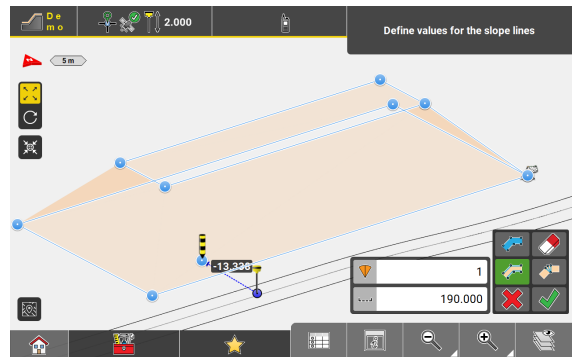 De
mo
2.000
Define values for the slope lines
5 m
-13.338
1
190.000